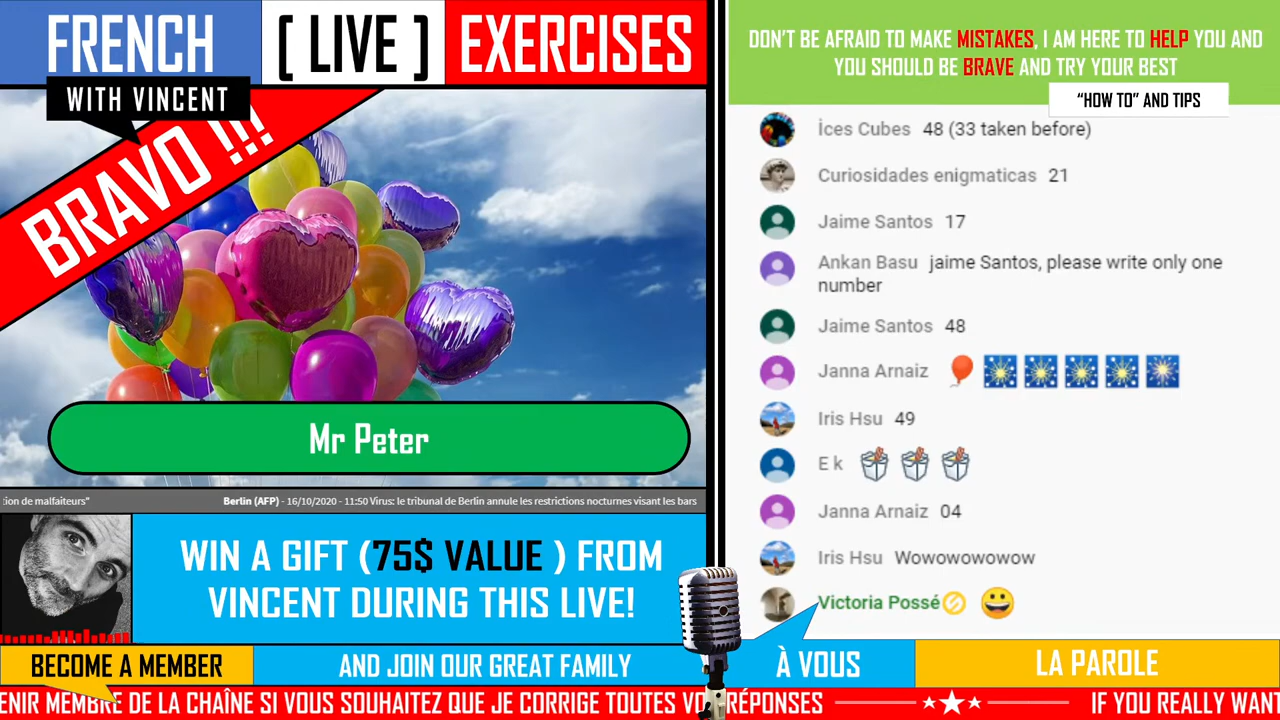 FRENCH
[ LIVE ]
EXERCISES
WITH VINCENT
BRAVO !!!
Mr Peter
:ion de malfaiteurs"
Berlin (AFP) - 16/10/2020 - 11:50 Virus: le tribunal de Berlin annule les restrictions nocturnes visant les bars
WIN A GIFT (75$ VALUE ) FROM
VINCENT DURING THIS LIVE!
BECOME A MEMBER
AND JOIN OUR GREAT FAMILY
DON'T BE AFRAID TO MAKE MISTAKES, I AM HERE TO HELP YOU AND
YOU SHOULD BE BRAVE AND TRY YOUR BEST
"HOW TO" AND TIPS
İces Cubes 48 (33 taken before)
Curiosidades enigmaticas 21
Jaime Santos 17
Ankan Basu jaime Santos, please write only one
number
Jaime Santos 48
Janna Arnaiz
Iris Hsu 49
E k
Janna Arnaiz 04
Iris Hsu Wowowowowow
Victoria Possé
À VOUS
LA PAROLE
ENIR MEMBRE DE LA CHAÎNE SI VOUS SOUHAITEZ QUE JE CORRIGE TOUTES VO RÉPONSES
IF YOU REALLY WANT